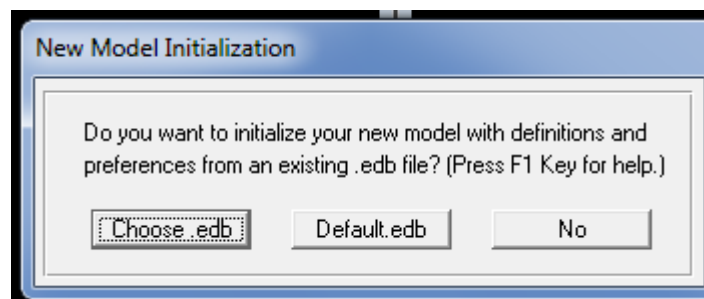 New Model Initialization
Do you want to initialize your new model with definitions and
preferences from an existing .edb file? (Press F1 Key for help.)
Choose .edb
Default.edb
No